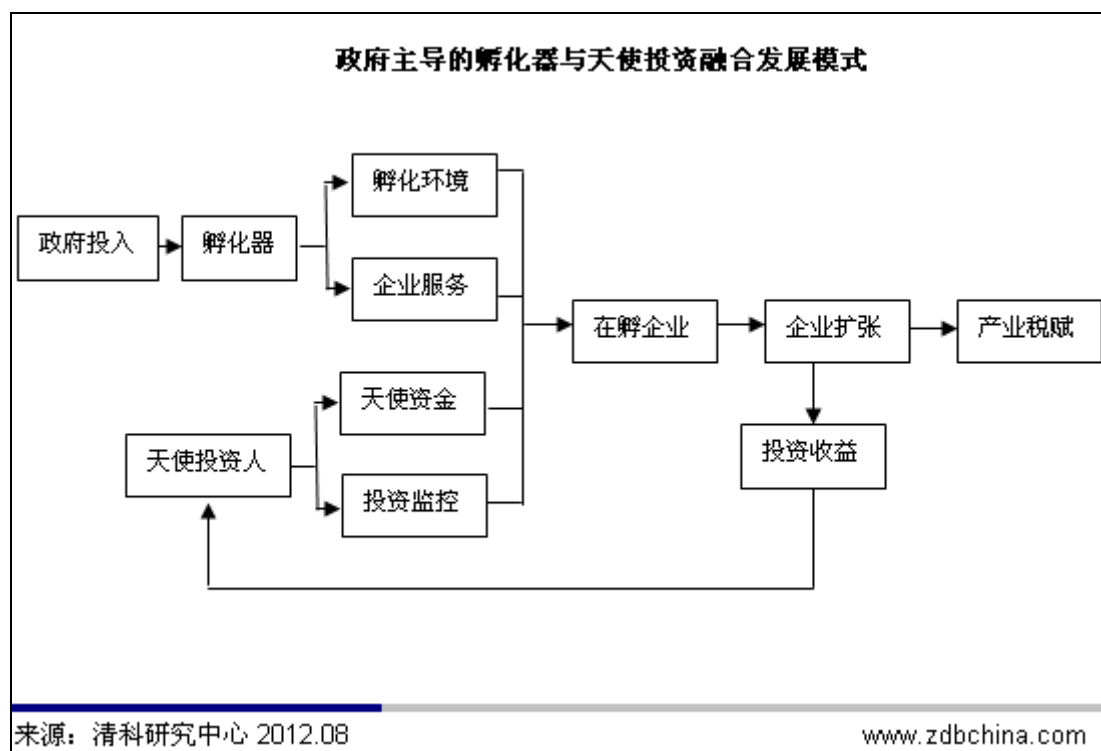 政府主导的孵化器与天使投资融合发展模式
孵化环境
政府投入
孵化器
企业服务
在孵企业
企业扩张
产业税赋
天使资金
天使投资人
投资收益
投资监控
来源：清科研究中心 2012.08
www.zdbchina.com